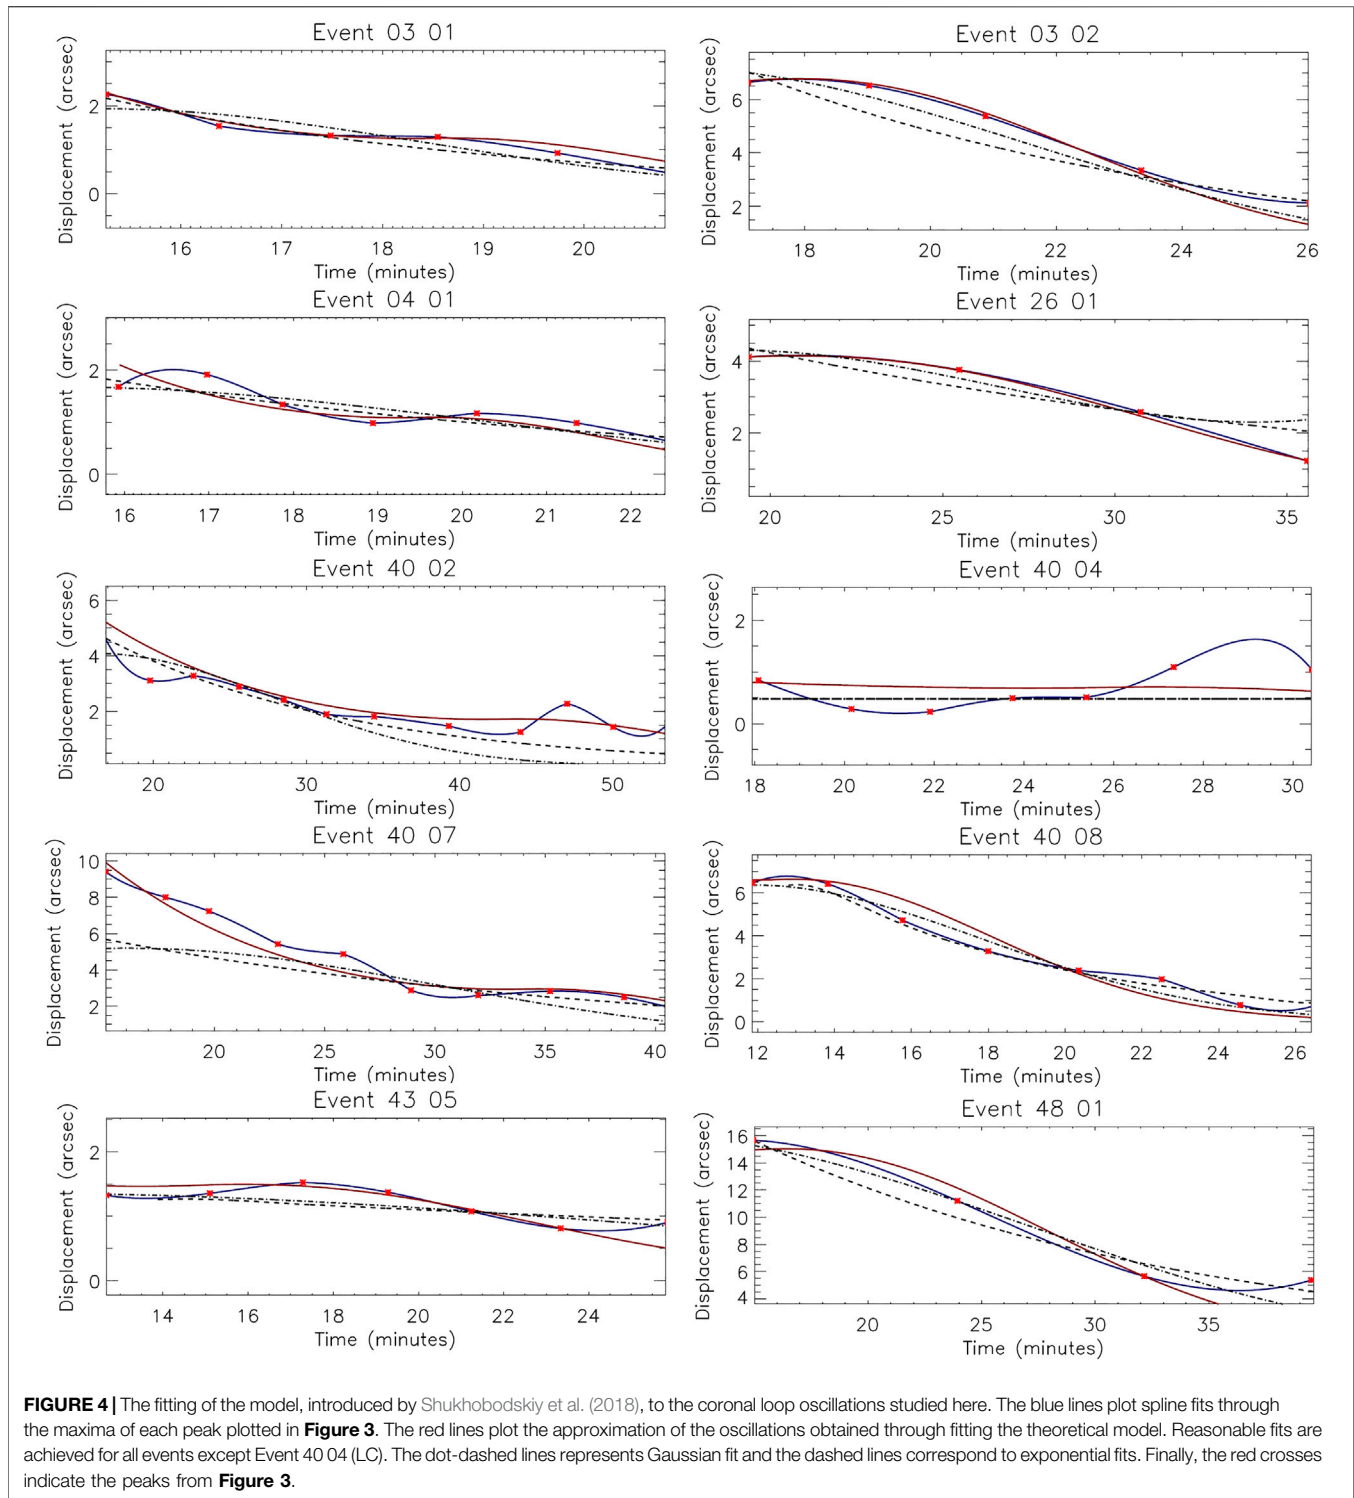 Event 03 01
Displacement (arcsec)
2
0
16 17 18 19 20
Time (minutes)
Event 03 02
Displacement (arcsec)
6
4
2
18 20 22 24 26
Time (minutes)
Event 04 01
Displacement (arcsec)
2
1
0
16 17 18 19 20 21 22
Time (minutes)
Event 26 01
Displacement (arcsec)
4
2
20 25 30 35
Time (minutes)
Event 40 02
Displacement (arcsec)
6
4
2
20 30 40 50
Time (minutes)
Event 40 04
Displacement (arcsec)
2
0
18 20 22 24 26 28 30
Time (minutes)
Event 40 07
Displacement (arcsec)
10
8
6
4
2
20 25 30 35 40
Time (minutes)
Event 40 08
Displacement (arcsec)
6
4
2
0
12 14 16 18 20 22 24 26
Time (minutes)
Event 43 05
Displacement (arcsec)
2
0
14 16 18 20 22 24
Time (minutes)
Event 48 01
Displacement (arcsec)
16
14
12
10
8
6
4
20 25 30 35
Time (minutes)
FIGURE 4 | The fitting of the model, introduced by Shukhobodskiy et al. (2018), to the coronal loop oscillations studied here. The blue lines plot spline fits through
the maxima of each peak plotted in Figure 3. The red lines plot the approximation of the oscillations obtained through fitting the theoretical model. Reasonable fits are
achieved for all events except Event 40 04 (LC). The dot-dashed lines represents Gaussian fit and the dashed lines correspond to exponential fits. Finally, the red crosses
indicate the peaks from Figure 3.